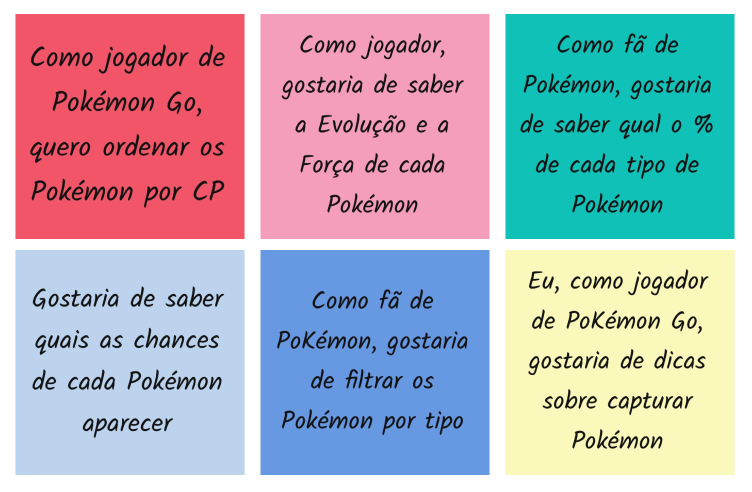 Como jogador de
Pokémon Go,
quero ordenar os
Pokémon por CP
Como jogador,
gostaria de saber
a Evolução e a
Força de cada
Pokémon
Como fã de
Pokémon, gostaria
de saber qual o %
de cada tipo de
Pokémon
Gostaria de saber
quais as chances
de cada Pokémon
aparecer
Como fã de
PoKémon, gostaria
de filtrar os
Pokémon por tipo
Eu, como jogador
de PoKémon Go,
gostaria de dicas
sobre capturar
Pokémon